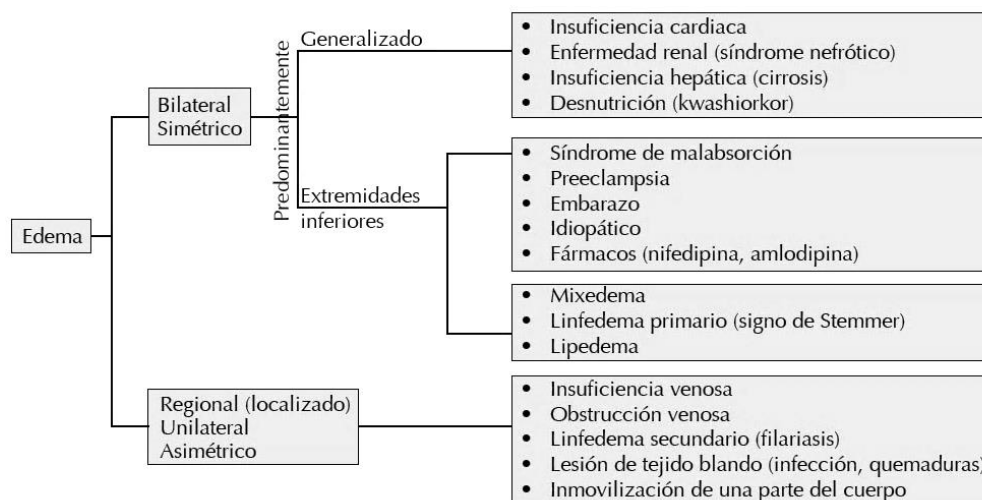 Edema
Bilateral
Simétrico
Predominantemente
Generalizado
• Insuficiencia cardiaca
• Enfermedad renal (síndrome nefrótico)
• Insuficiencia hepática (cirrosis)
• Desnutrición (kwashiorkor)
Extremidades
inferiores
• Síndrome de malabsorción
• Preeclampsia
• Embarazo
• Idiopático
• Fármacos (nifedipina, amlodipina)
• Mixedema
• Linfedema primario (signo de Stemmer)
• Lipedema
Regional (localizado)
Unilateral
Asimétrico
• Insuficiencia venosa
• Obstrucción venosa
• Linfedema secundario (filariasis)
• Lesión de tejido blando (infección, quemaduras)
• Inmovilización de una parte del cuerpo